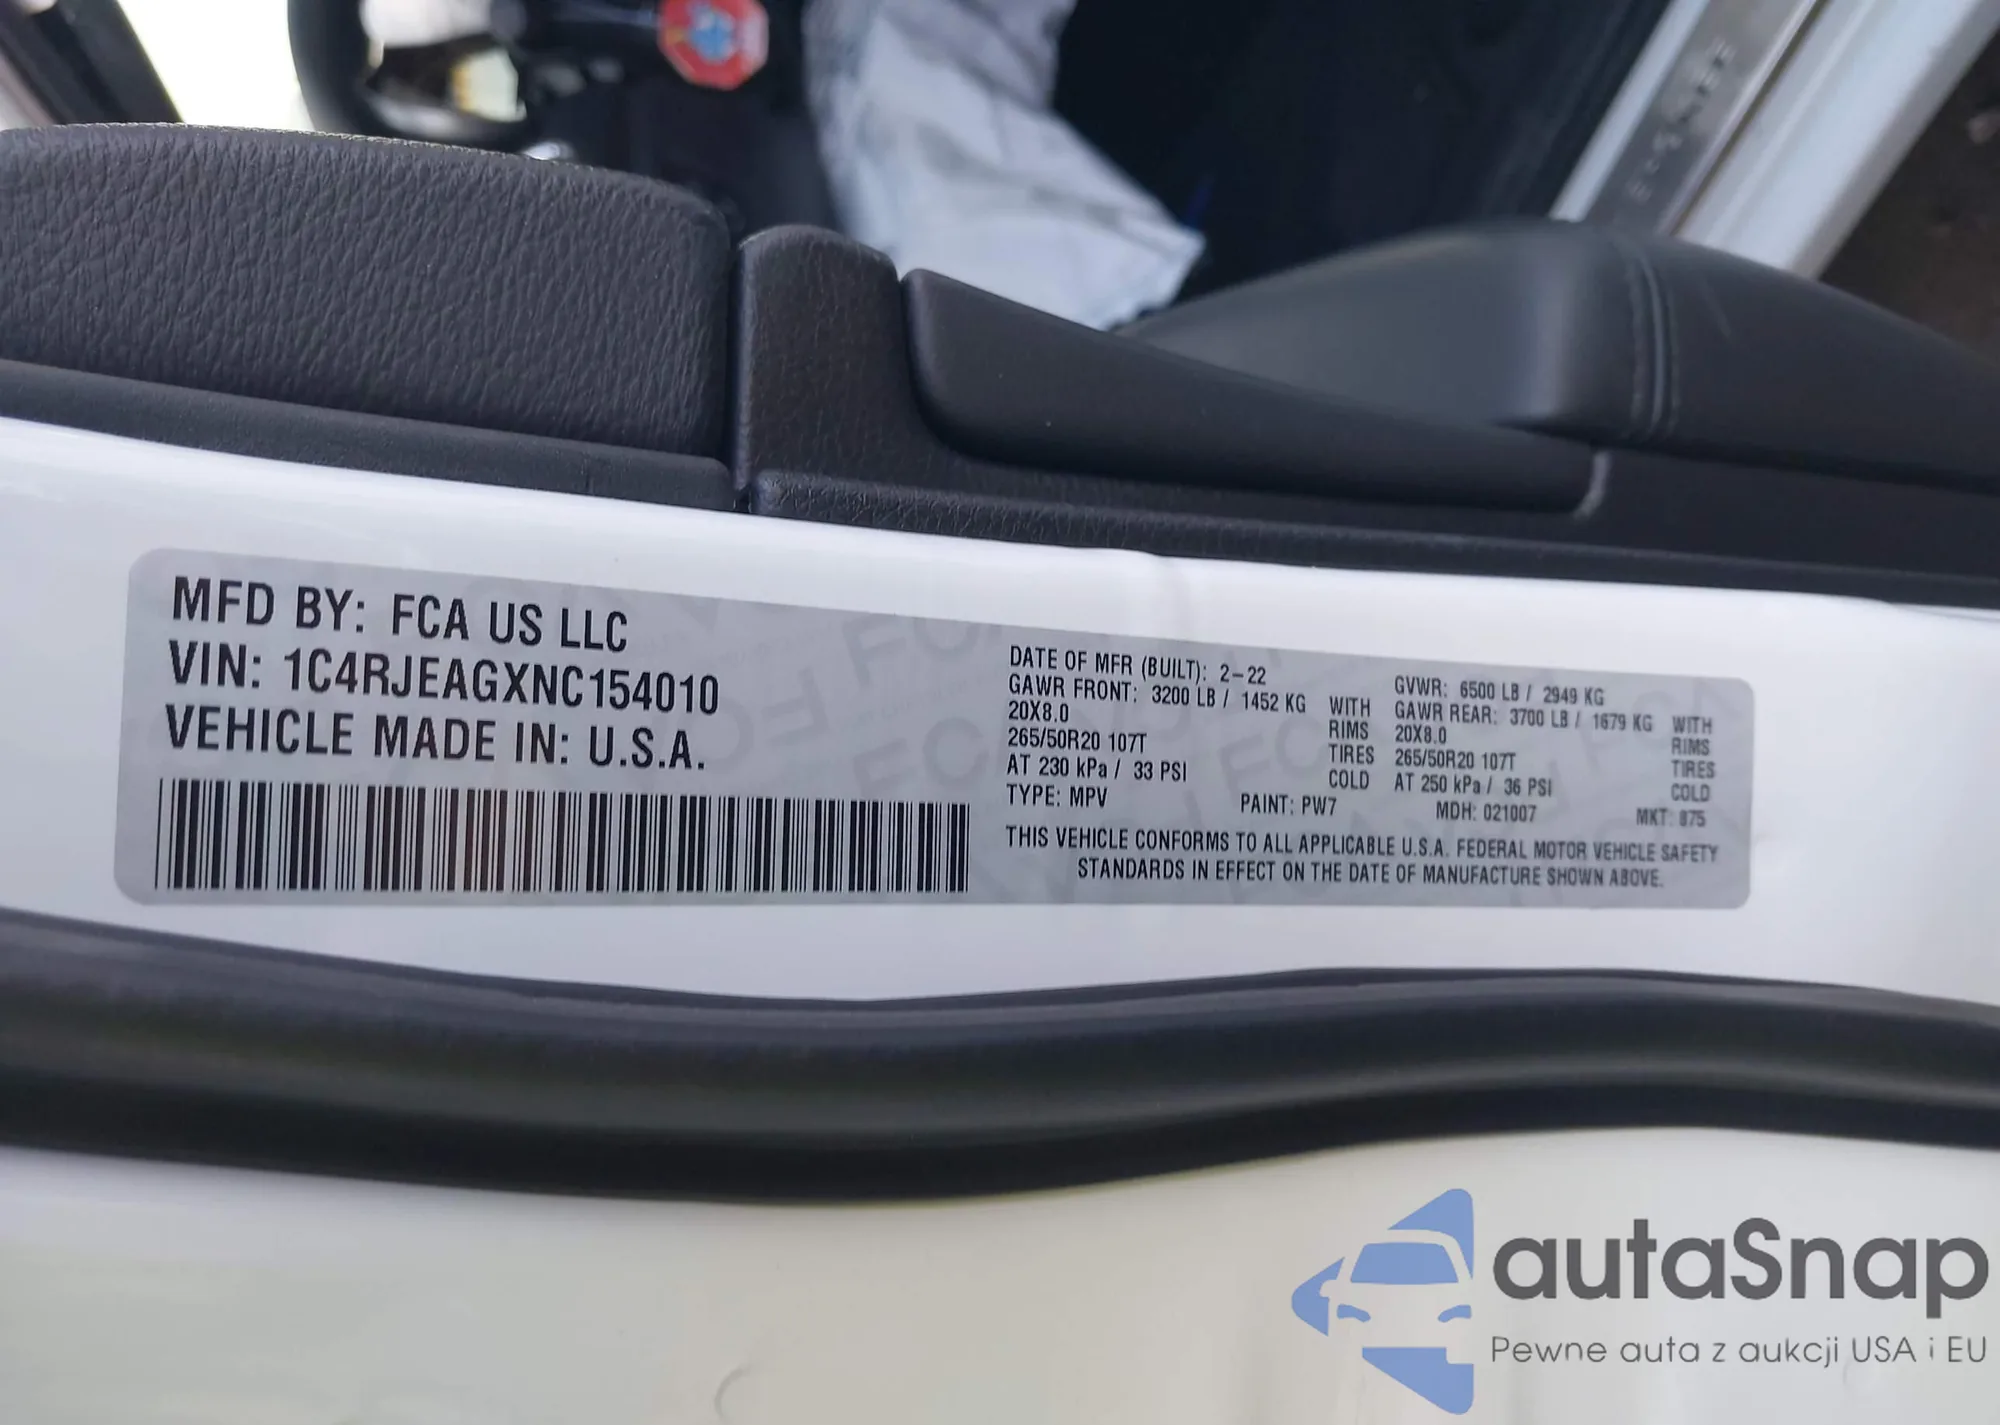 MFD BY: FCA US LLC
VIN: 1C4RJEAGXNC154010
VEHICLE MADE IN: U.S.A.
DATE OF MFR (BUILT): 2-22
GAWR FRONT: 3200 LB / 1452 KG WITH
20X8.0 RIMS
265/50R20 107T TIRES
AT 230 kPa / 33 PSI COLD
GVWR: 6500 LB / 2949 KG
GAWR REAR: 3700 LB / 1679 KG WITH
20X8.0 RIMS
265/50R20 107T TIRES
AT 250 kPa / 36 PSI COLD
TYPE: MPV PAINT: PW7 MDH: 021007 MKT: 875
THIS VEHICLE CONFORMS TO ALL APPLICABLE U.S.A. FEDERAL MOTOR VEHICLE SAFETY
STANDARDS IN EFFECT ON THE DATE OF MANUFACTURE SHOWN ABOVE.
autaSnap
Pewne auta z aukcji USA i EU